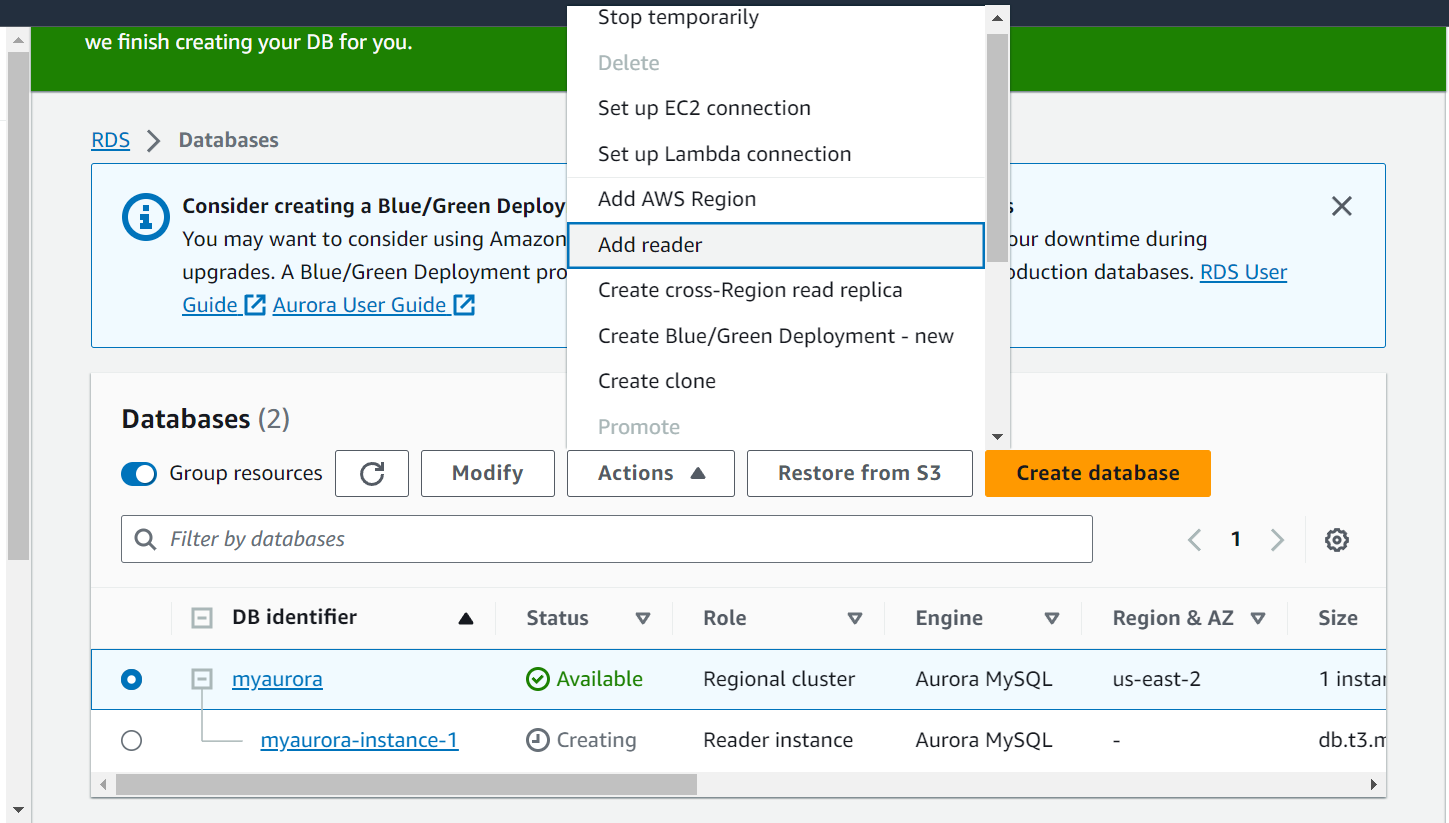 we finish creating your DB for you.
Stop temporarily
Delete
Set up EC2 connection
Set up Lambda connection
Add AWS Region
Add reader
Create cross-Region read replica
Create Blue/Green Deployment - new
Create clone
Promote
RDS > Databases
Consider creating a Blue/Green Deploy
You may want to consider using Amazon our downtime during
upgrades. A Blue/Green Deployment pro oduction databases. RDS User
Guide Aurora User Guide
Databases (2)
Group resources Modify Actions Restore from S3 Create database
Filter by databases 1
DB identifier Status Role Engine Region & AZ Size
myaurora Available Regional cluster Aurora MySQL us-east-2 1 instan
myaurora-instance-1 Creating Reader instance Aurora MySQL - db.t3.m